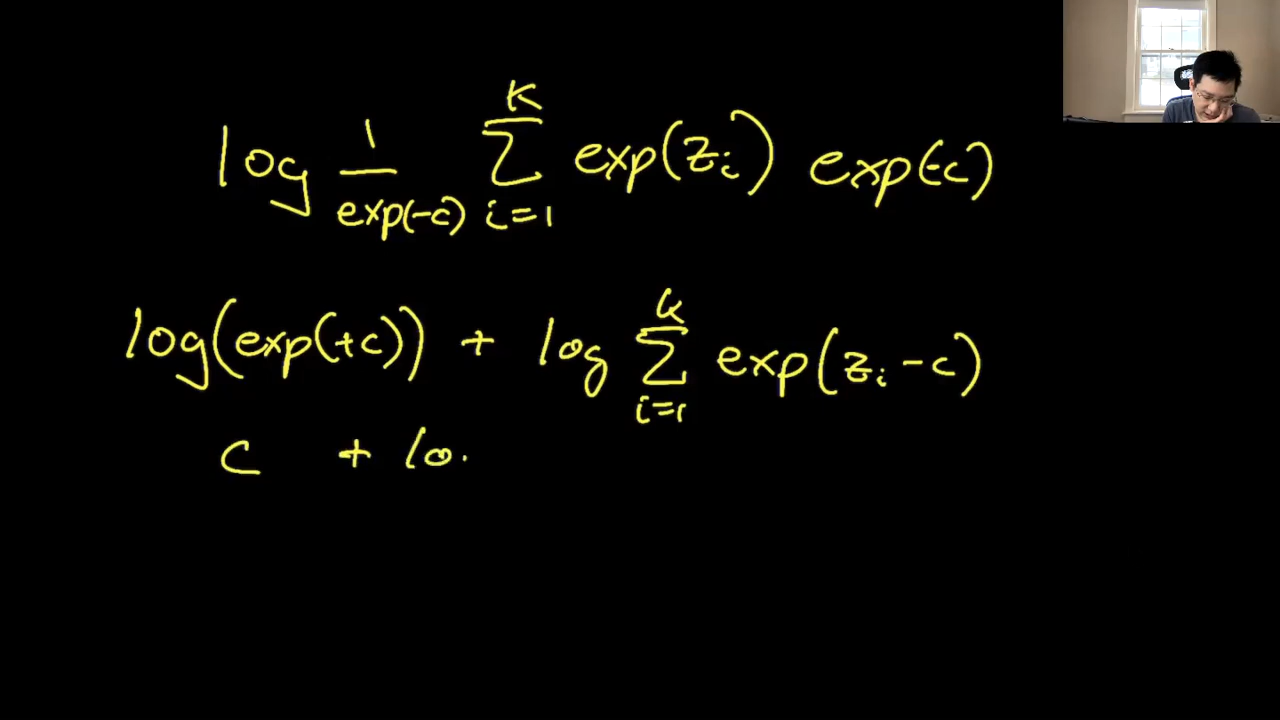 log 1/exp(-c) Σ_{i=1}^{K} exp(z_i) exp(-c)
log(exp(+c)) + log Σ_{i=1}^{K} exp(z_i - c)
c + lo